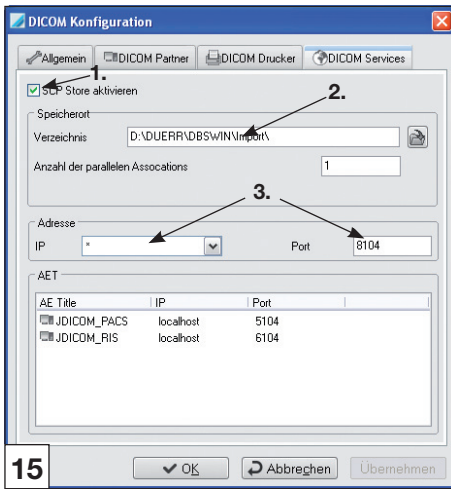 DICOM Konfiguration
Allgemein DICOM Partner DICOM Drucker DICOM Services
1.
SCP Store aktivieren
2.
Speicherort
Verzeichnis D:\DUERR\DBSWIN\Import\
Anzahl der parallelen Assocations 1
3.
Adresse
IP * Port 8104
AET
AE Title IP Port
JDICOM_PACS localhost 5104
JDICOM_RIS localhost 6104
15
OK Abbrechen Übernehmen